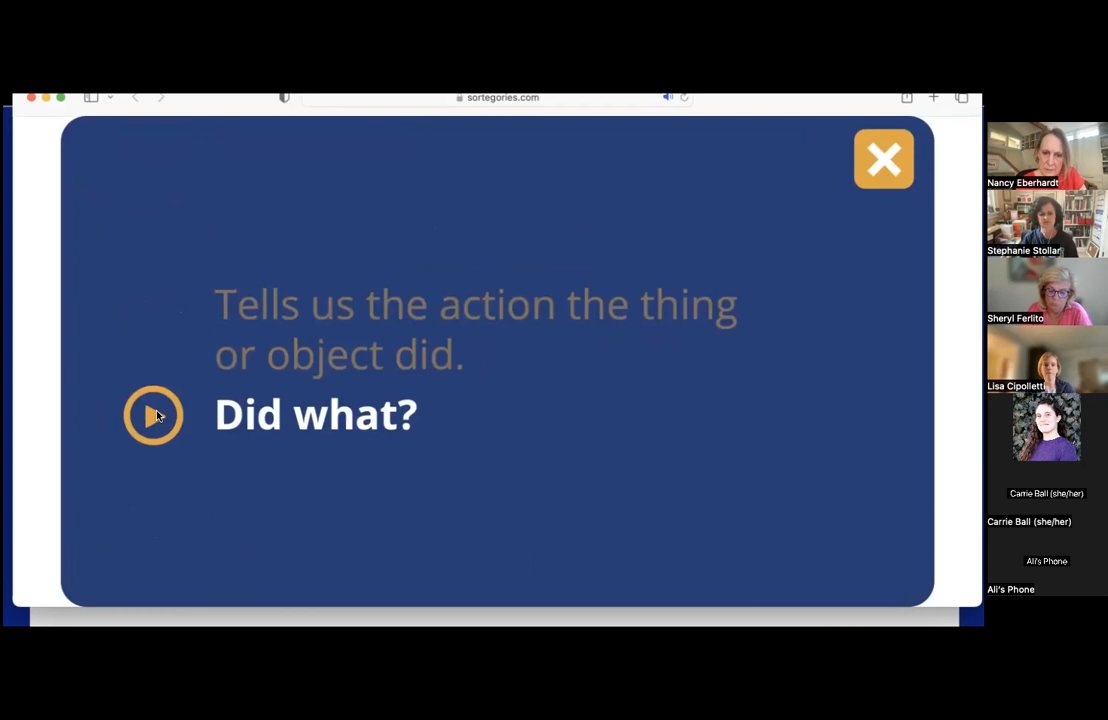 sortegories.com
Tells us the action the thing
or object did.
Did what?
Nancy Eberhardt
Stephanie Stollar
Sheryl Ferlito
Lisa Cipolletti
Carrie Ball (she/her)
Carrie Ball (she/her)
Ali's Phone
Ali's Phone